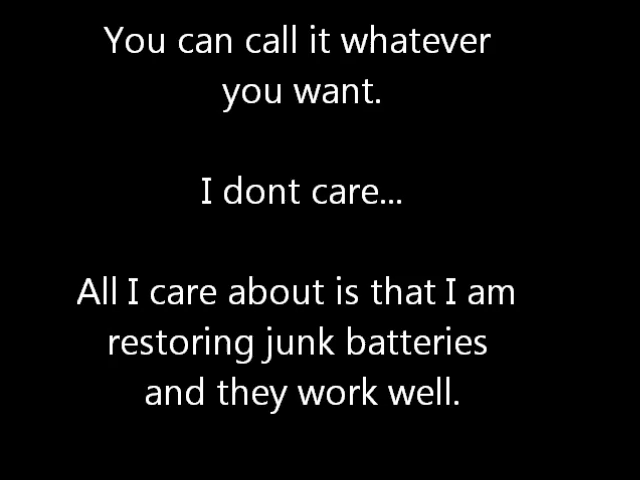 You can call it whatever
you want.
I dont care...
All I care about is that I am
restoring junk batteries
and they work well.